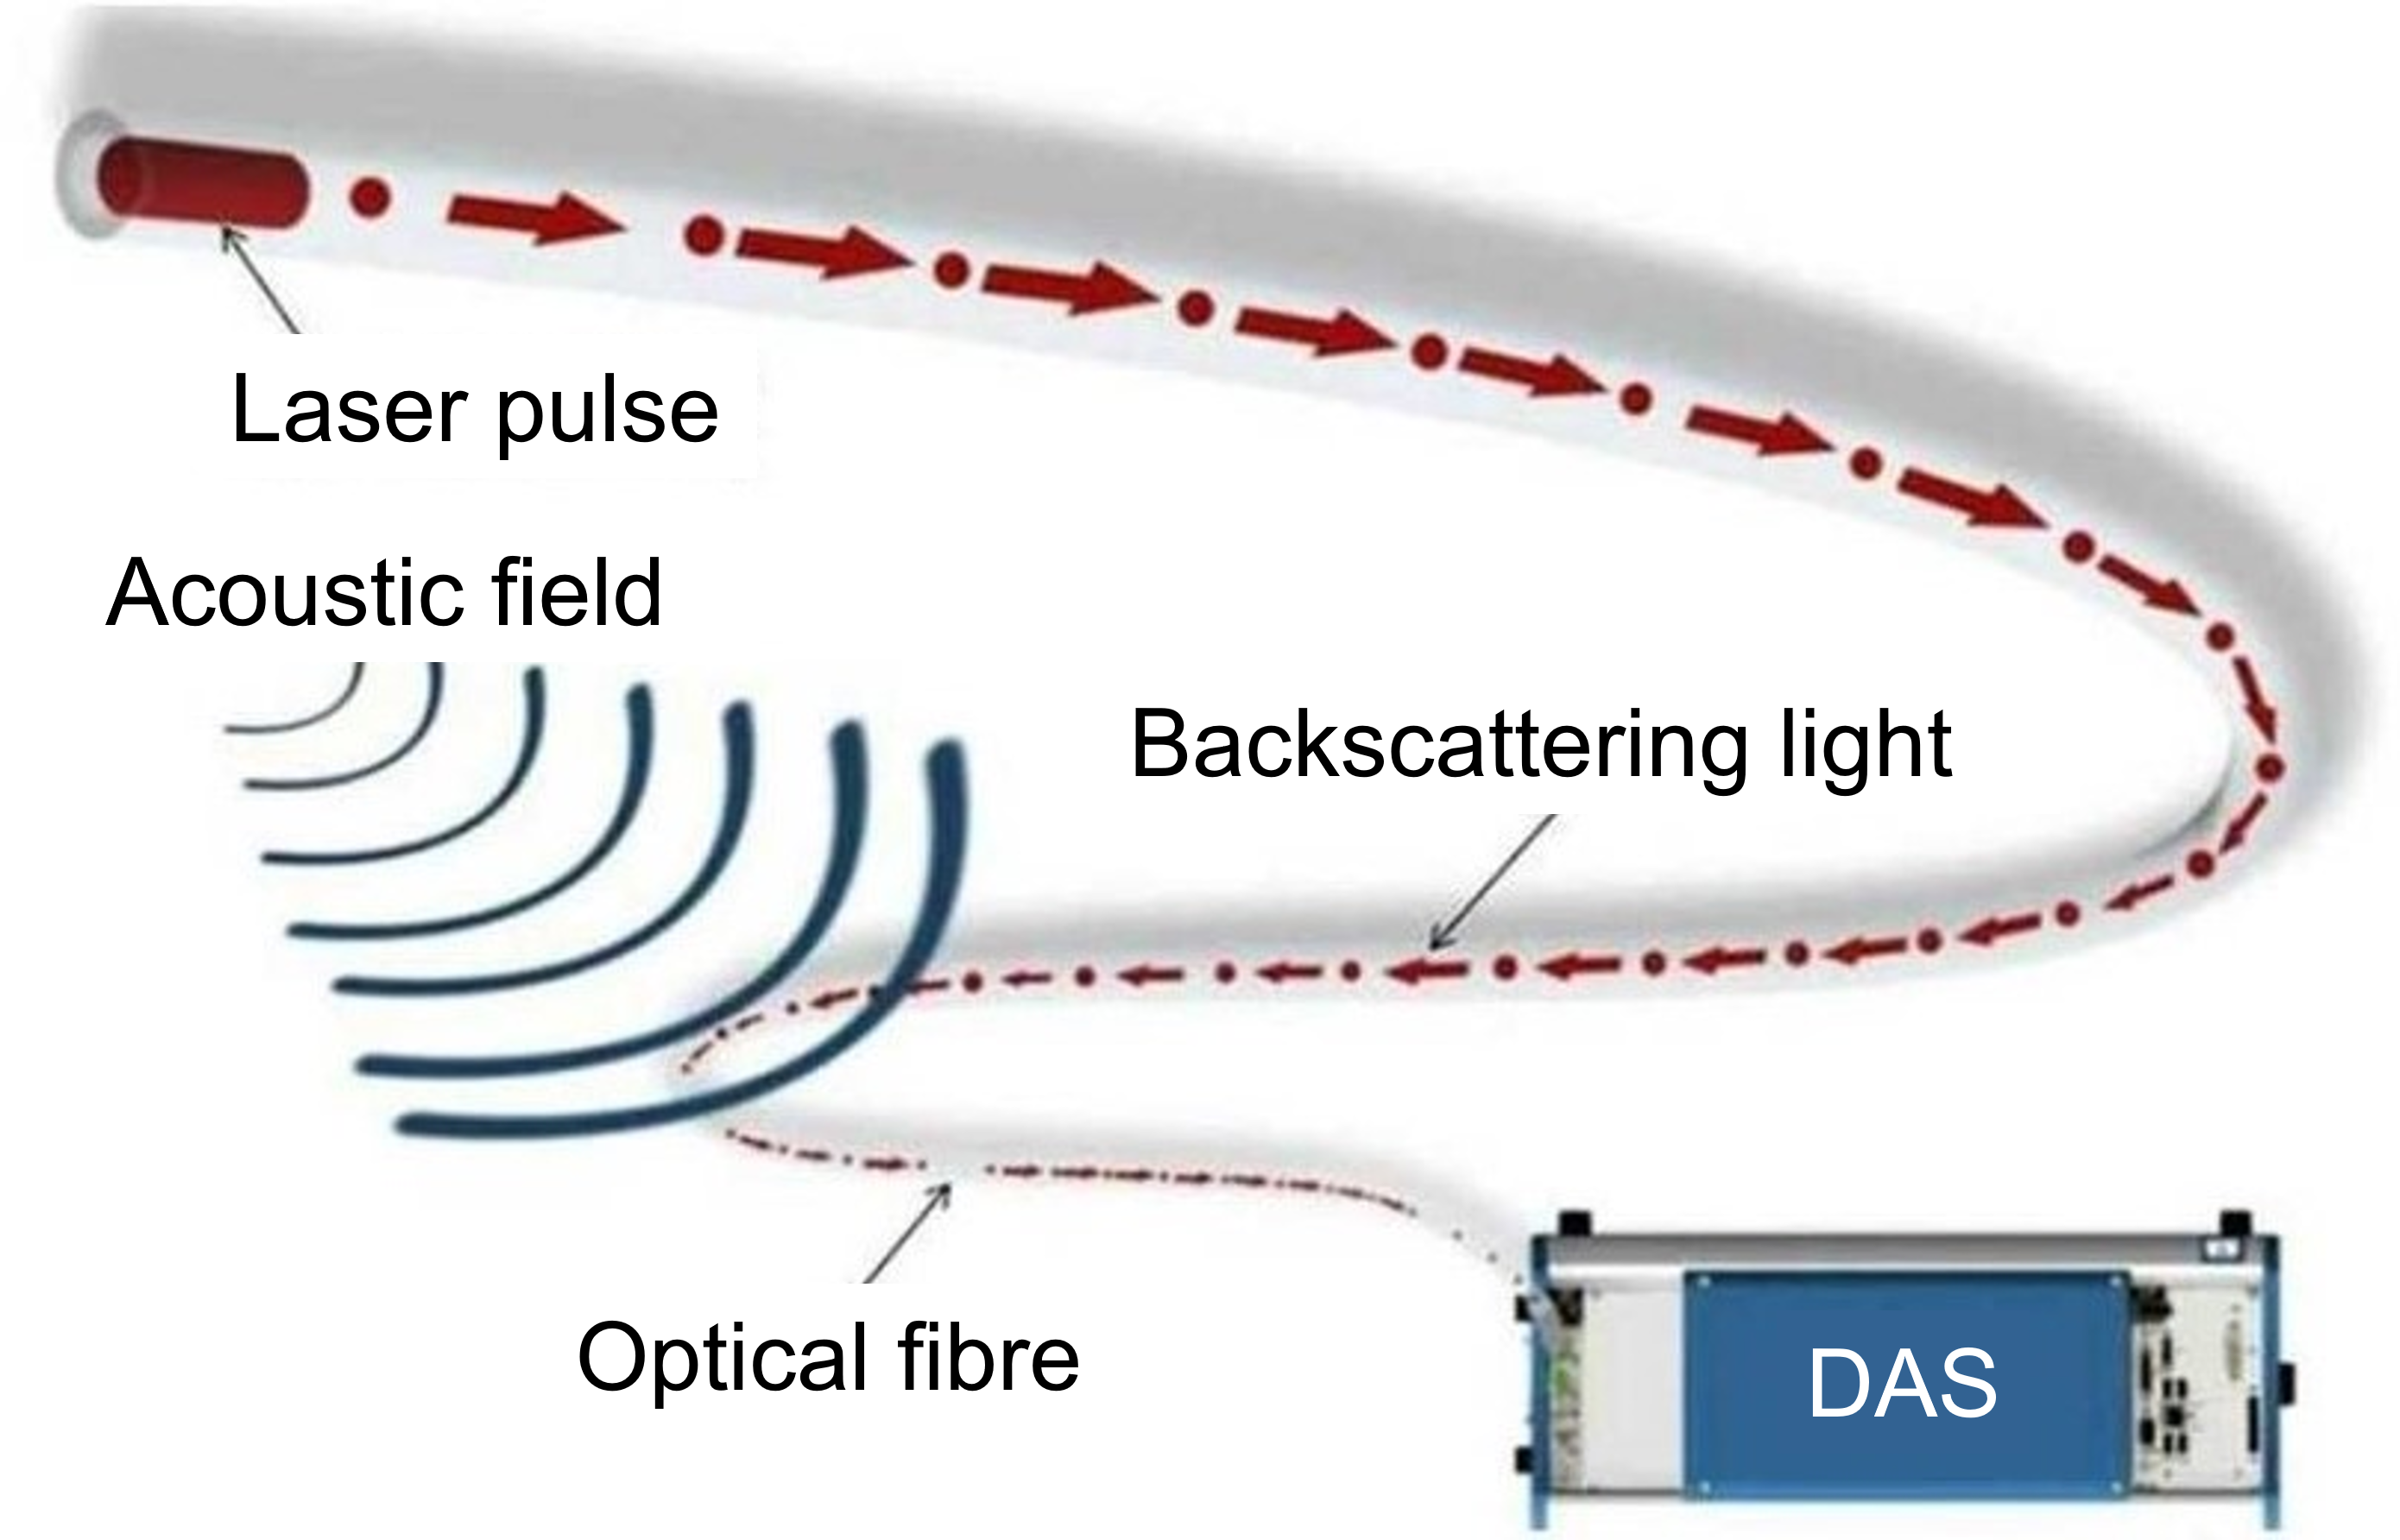 Laser pulse
Acoustic field
Backscattering light
Optical fibre
DAS